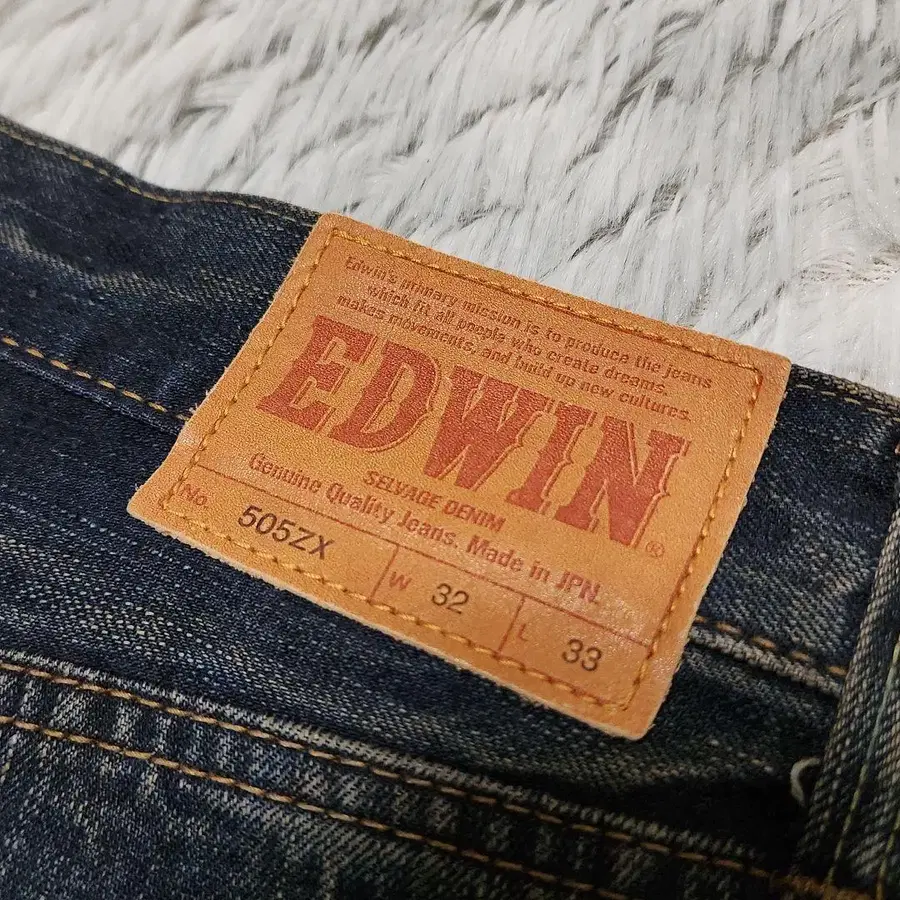 Edwin's primary mission is to produce the jeans
which fit all people who create dreams,
makes movements, and build up new cultures.
EDWIN®
SELVAGE DENIM
Genuine Quality Jeans. Made in JPN.
No. 505ZX W 32 L 33